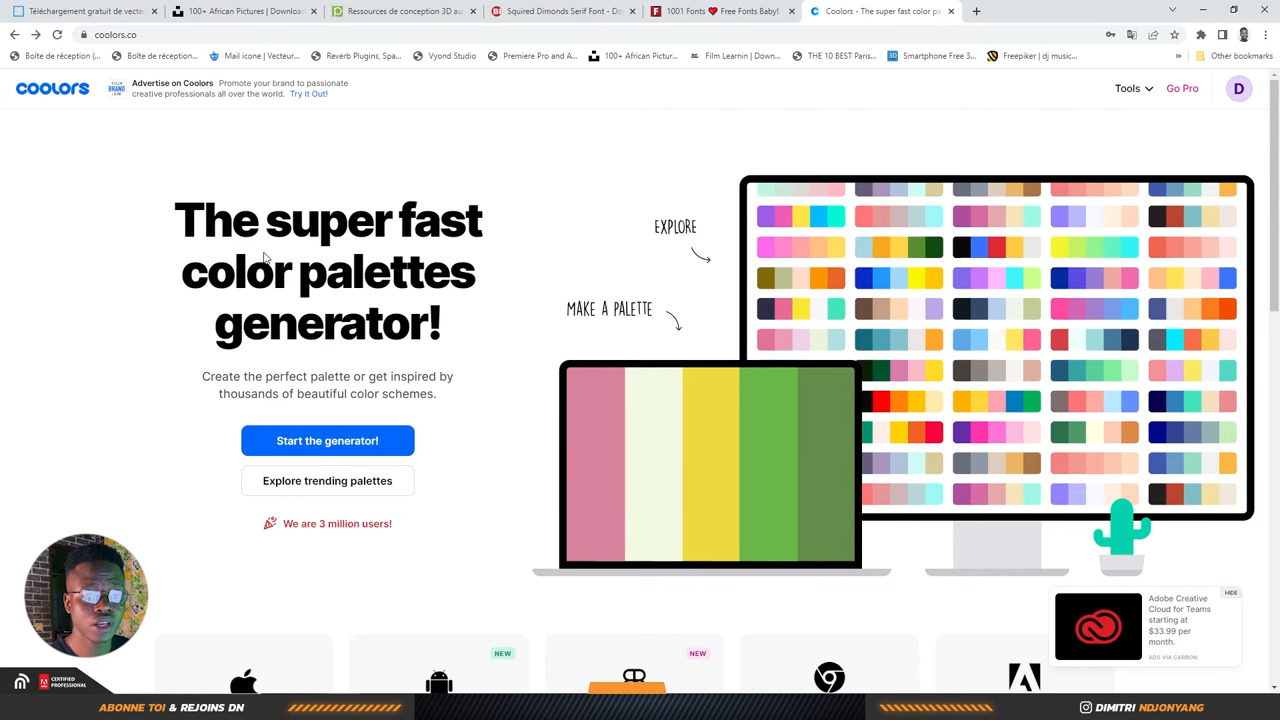 Téléchargement gratuit de vecte
100+ African Pictures | Download
Ressources de conception 3D au
Squired Dimonds Serif Font - Do
1001 Fonts ❤ Free Fonts Baby!
Coolors - The super fast color pa
coolors.co
Boîte de réception (...
Boîte de réception...
Mail icone | Vecteur...
Reverb Plugins, Spa...
Vyond Studio
Premiere Pro and A...
100+ African Pictur...
Film Learnin | Down...
THE 10 BEST Paris...
Smartphone Free 3...
Freepiker | dj music...
Other bookmarks
coolors
YOUR
BRAND
HERE
Advertise on Coolors Promote your brand to passionate
creative professionals all over the world. Try It Out!
Tools
Go Pro
D
The super fast
color palettes
generator!
EXPLORE
MAKE A PALETTE
Create the perfect palette or get inspired by
thousands of beautiful color schemes.
Start the generator!
Explore trending palettes
We are 3 million users!
HIDE
Adobe Creative
Cloud for Teams
starting at
$33.99 per
month.
ADS VIA CARBON
NEW
NEW
CERTIFIED
PROFESSIONAL
ABONNE TOI & REJOINS DN
DIMITRI NDJONYANG